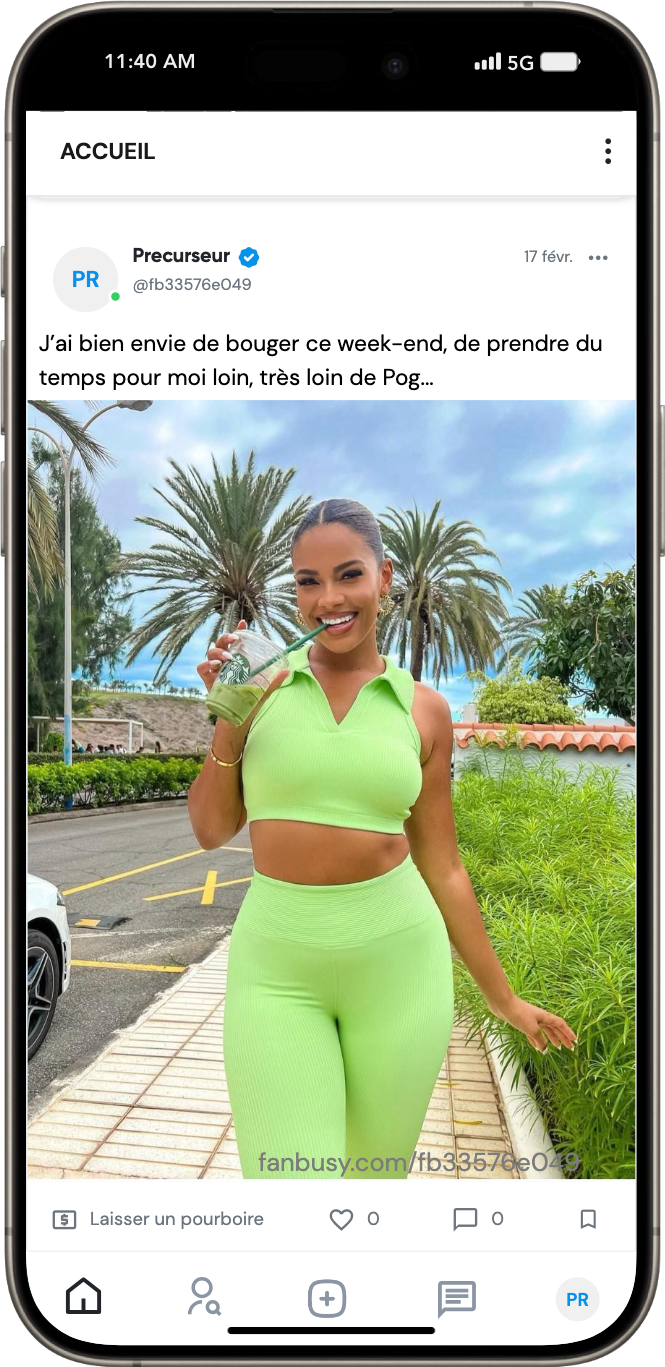 11:40 AM 5G
ACCUEIL
PR
Precurseur
17 févr.
@fb33576e049
J’ai bien envie de bouger ce week-end, de prendre du
temps pour moi loin, très loin de Pog...
fanbusy.com/fb33576e049
$ Laisser un pourboire 0 0
PR